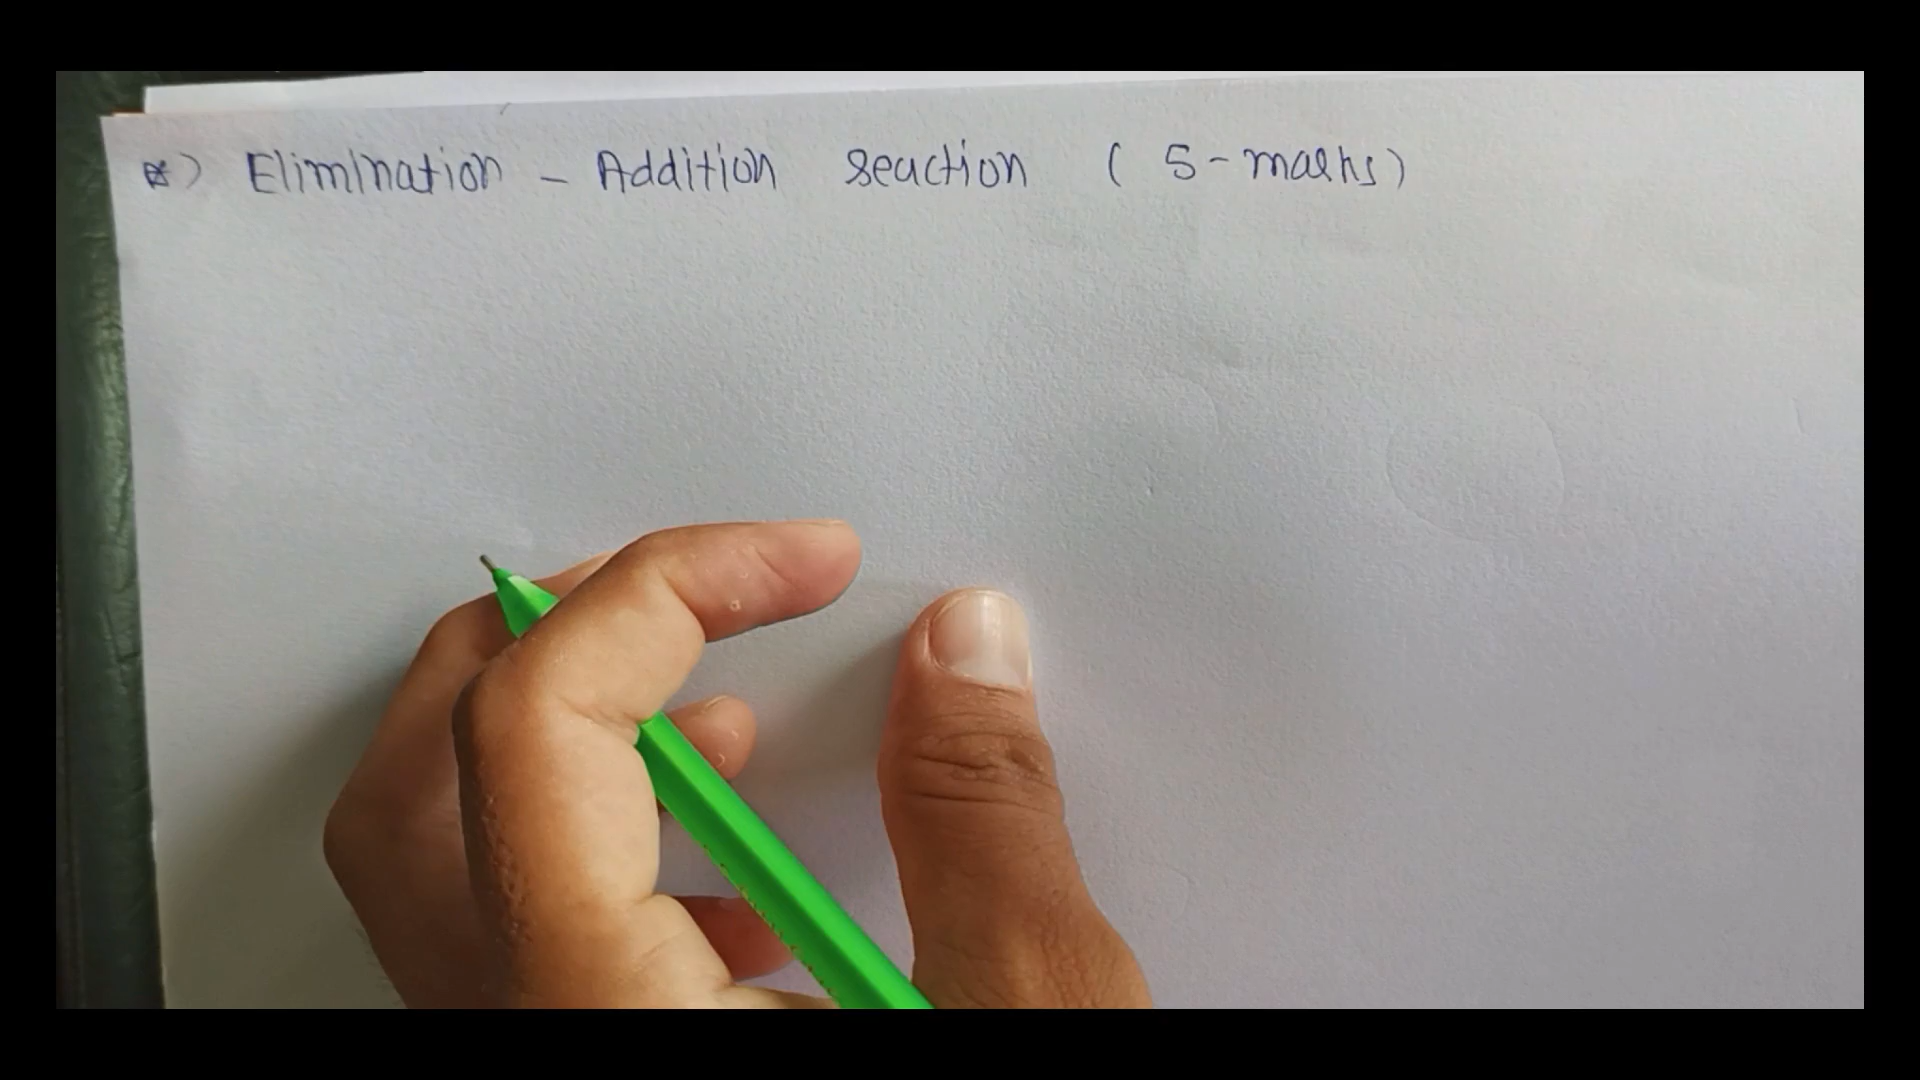 *) Elimination - Addition reaction ( 5-marks)